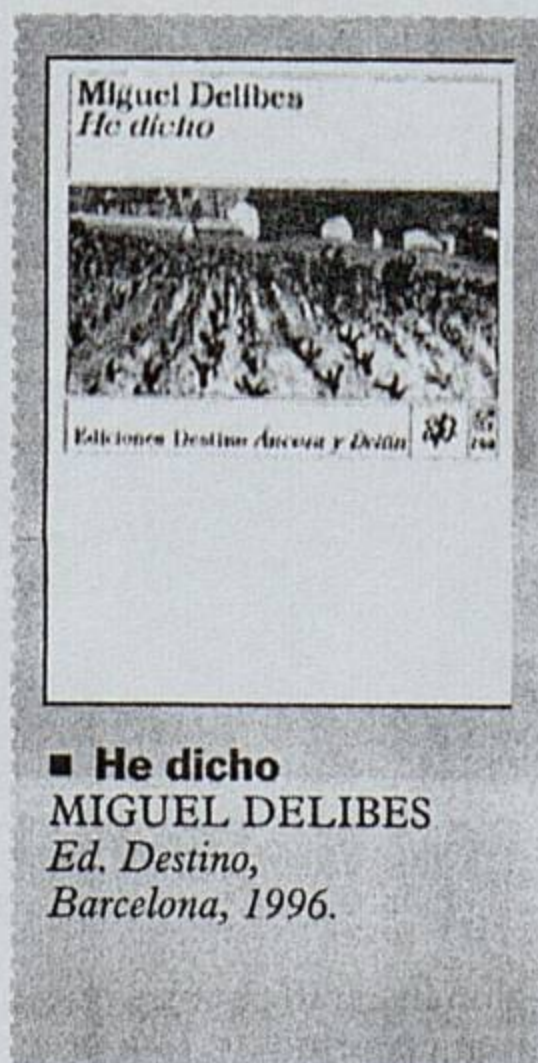 Miguel Delibes
He dicho
Ediciones Destino Áncora y Delfín
■ He dicho
MIGUEL DELIBES
Ed. Destino,
Barcelona, 1996.